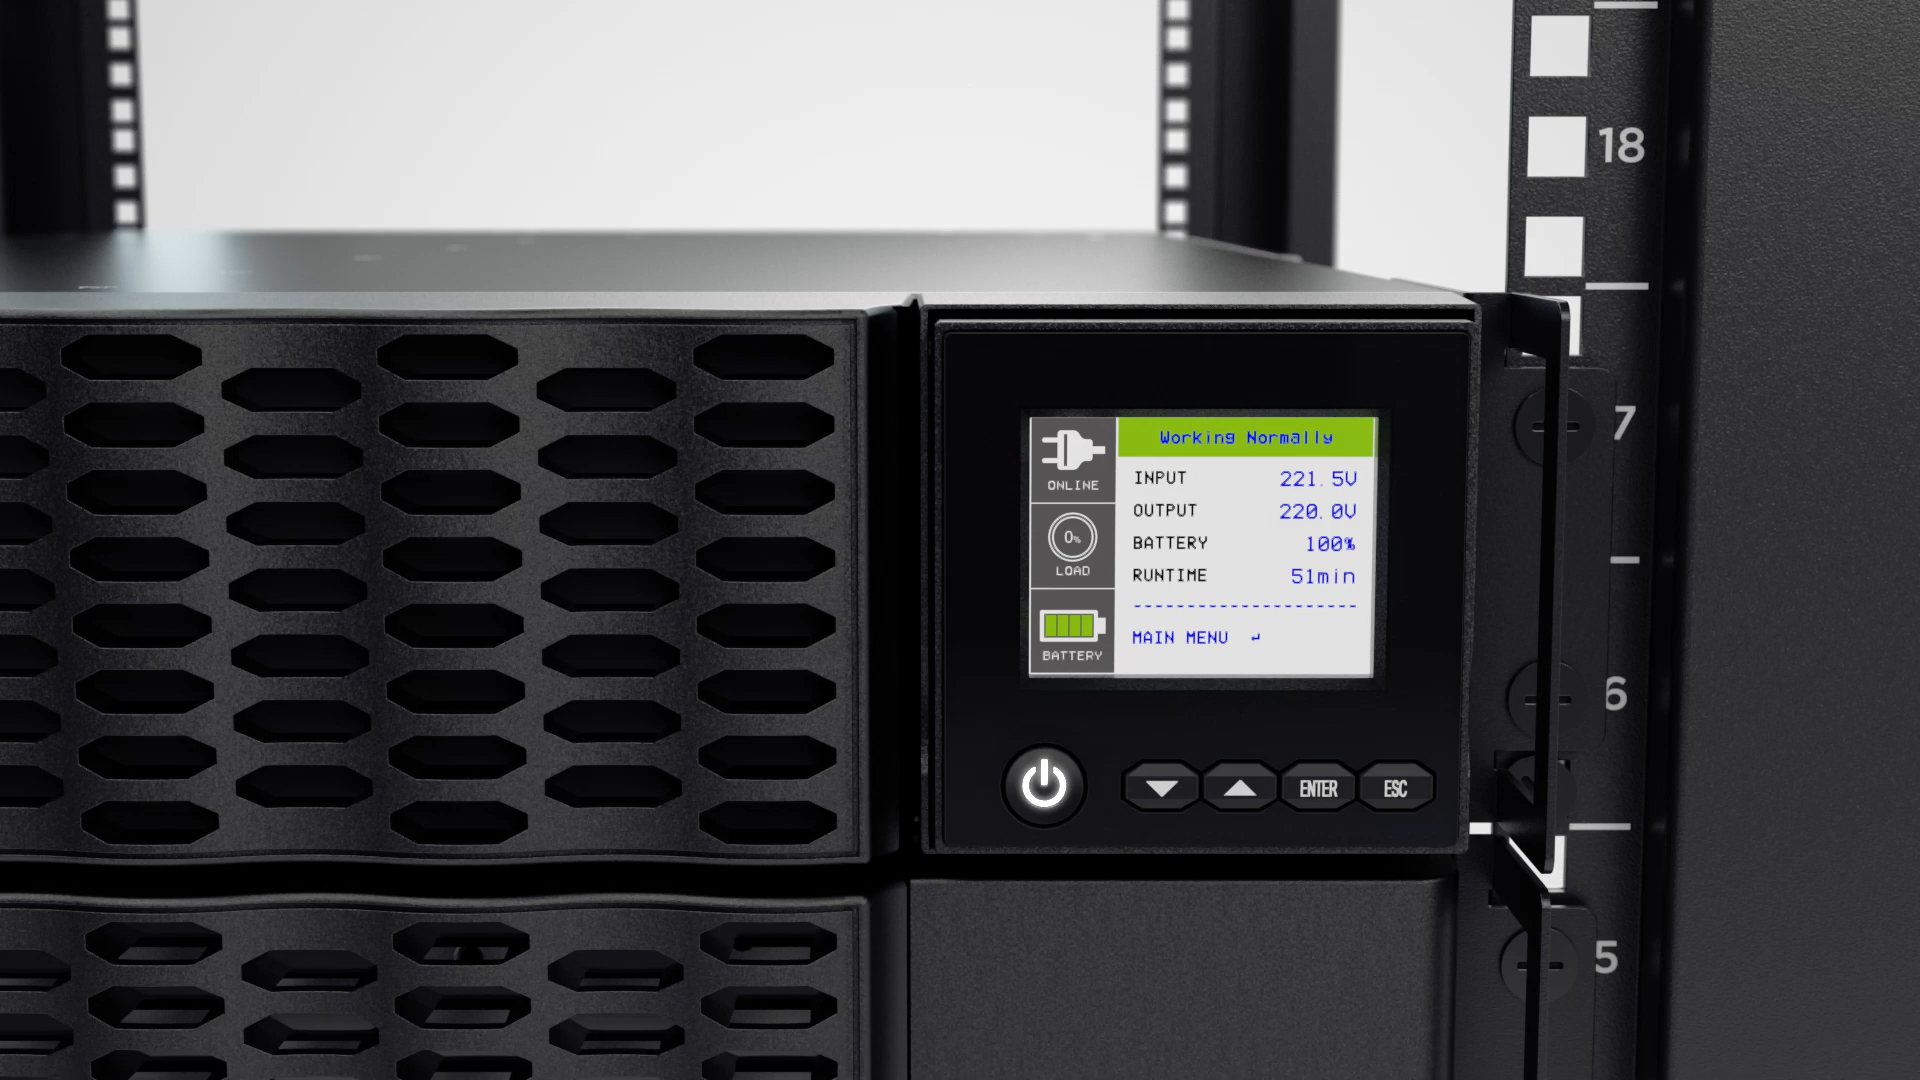 18
7
6
5
Working Normally
ONLINE
INPUT 221.5V
OUTPUT 220.0V
0%
LOAD
BATTERY 100%
RUNTIME 51min
---------------------
MAIN MENU ↵
BATTERY
ENTER
ESC